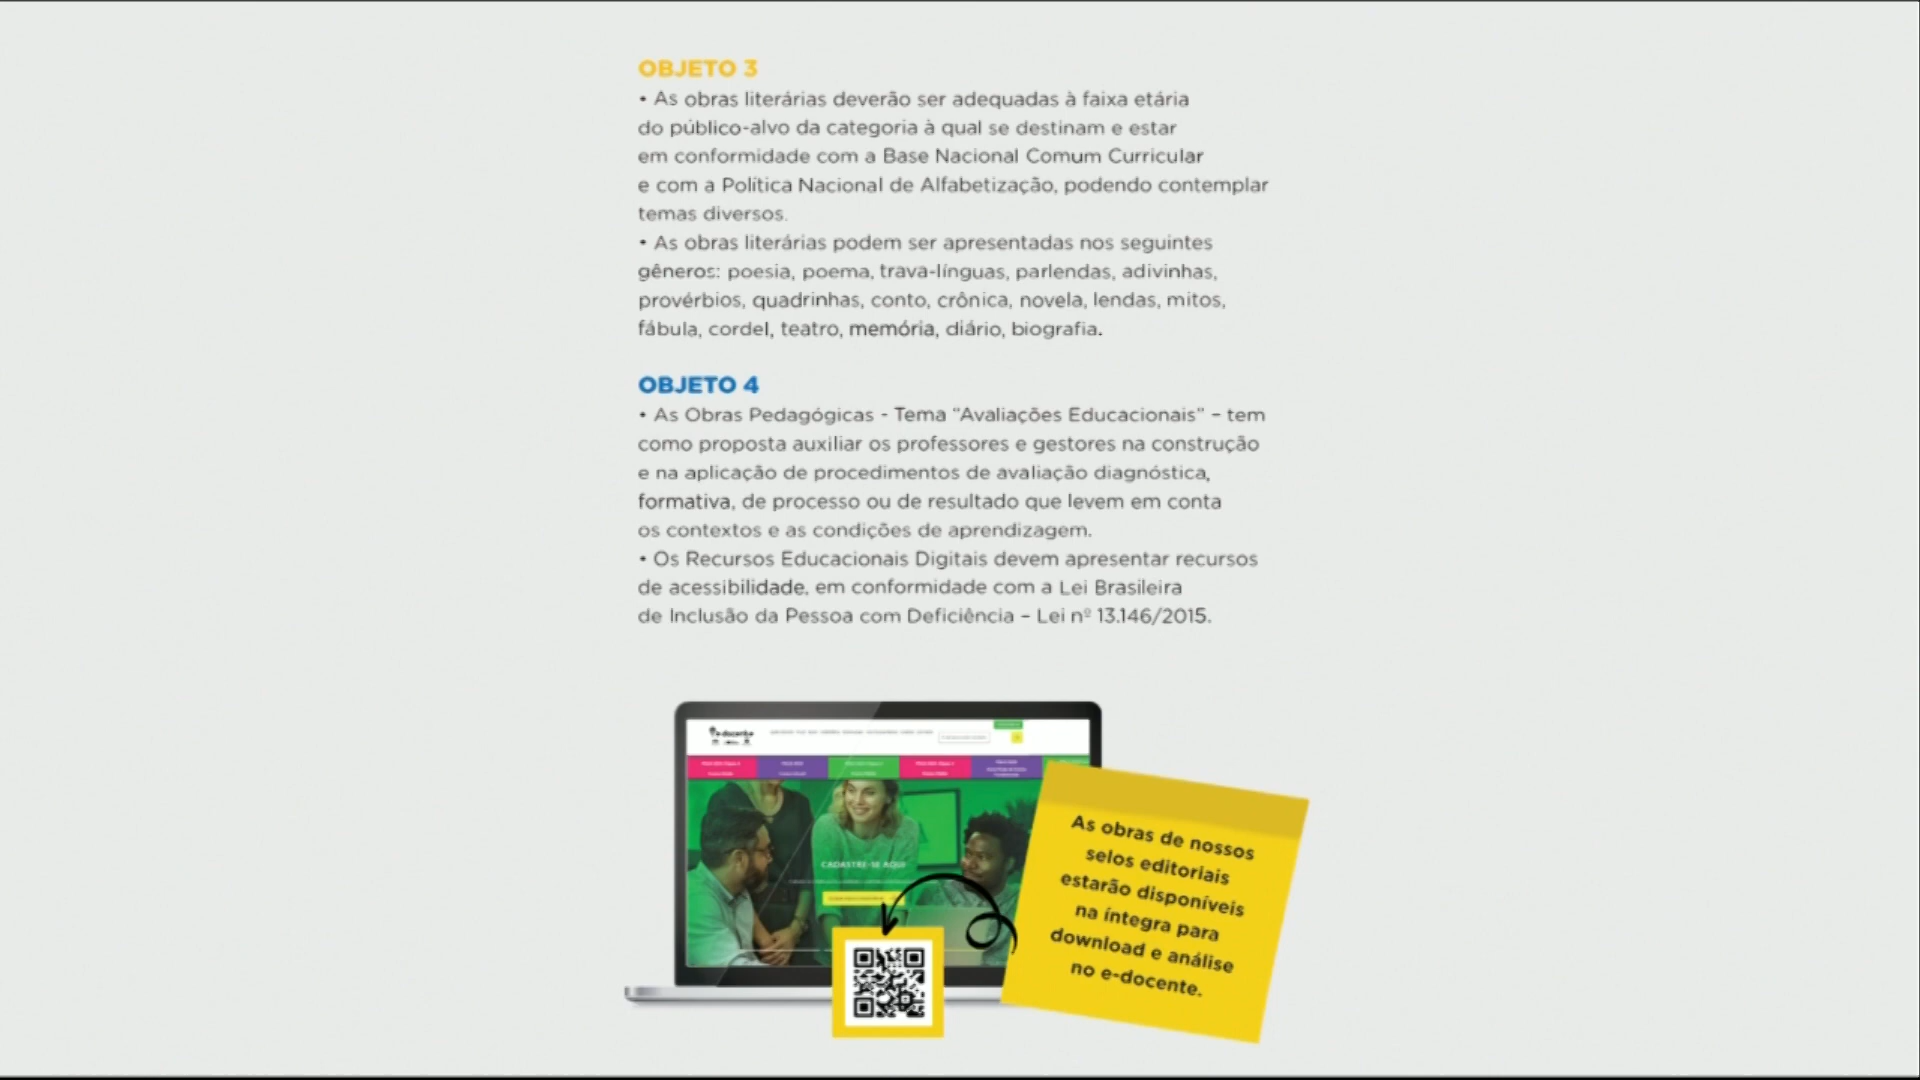 OBJETO 3
• As obras literárias deverão ser adequadas à faixa etária
do público-alvo da categoria à qual se destinam e estar
em conformidade com a Base Nacional Comum Curricular
e com a Política Nacional de Alfabetização, podendo contemplar
temas diversos.
• As obras literárias podem ser apresentadas nos seguintes
gêneros: poesia, poema, trava-línguas, parlendas, adivinhas,
provérbios, quadrinhas, conto, crônica, novela, lendas, mitos,
fábula, cordel, teatro, memória, diário, biografia.
OBJETO 4
• As Obras Pedagógicas - Tema “Avaliações Educacionais” – tem
como proposta auxiliar os professores e gestores na construção
e na aplicação de procedimentos de avaliação diagnóstica,
formativa, de processo ou de resultado que levem em conta
os contextos e as condições de aprendizagem.
• Os Recursos Educacionais Digitais devem apresentar recursos
de acessibilidade, em conformidade com a Lei Brasileira
de Inclusão da Pessoa com Deficiência – Lei nº 13.146/2015.
e-docente
CADASTRE-SE AQUI
As obras de nossos
selos editoriais
estarão disponíveis
na íntegra para
download e análise
no e-docente.